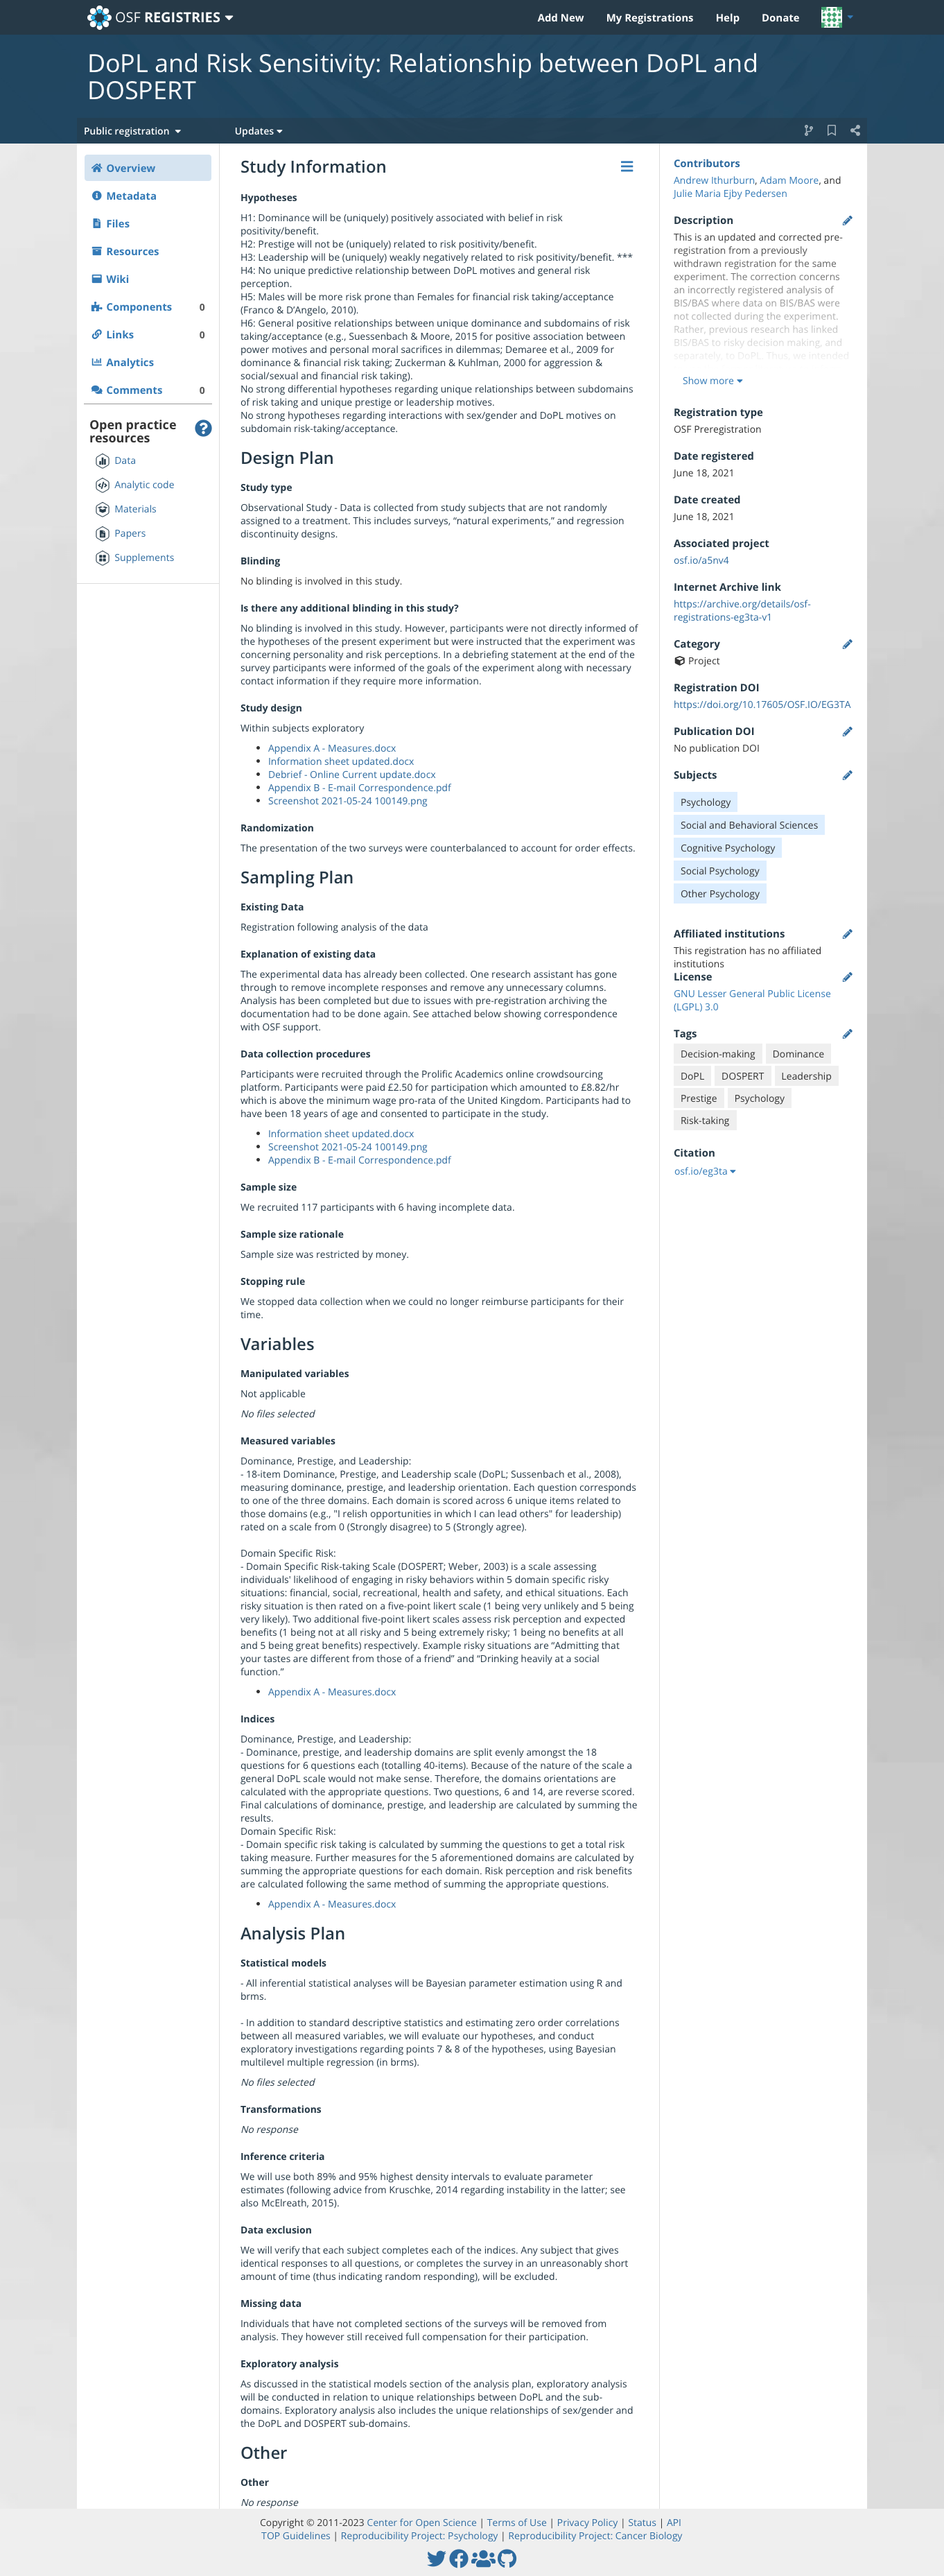 OSF REGISTRIES
Add New
My Registrations
Help
Donate
DoPL and Risk Sensitivity: Relationship between DoPL and
DOSPERT
Public registration
Updates
Overview
Metadata
Files
Resources
Wiki
Components 0
Links 0
Analytics
Comments 0
Open practice
resources
Data
Analytic code
Materials
Papers
Supplements
Study Information
Hypotheses
H1: Dominance will be (uniquely) positively associated with belief in risk
positivity/benefit.
H2: Prestige will not be (uniquely) related to risk positivity/benefit.
H3: Leadership will be (uniquely) weakly negatively related to risk positivity/benefit. ***
H4: No unique predictive relationship between DoPL motives and general risk
perception.
H5: Males will be more risk prone than Females for financial risk taking/acceptance
(Franco & D’Angelo, 2010).
H6: General positive relationships between unique dominance and subdomains of risk
taking/acceptance (e.g., Suessenbach & Moore, 2015 for positive association between
power motives and personal moral sacrifices in dilemmas; Demaree et al., 2009 for
dominance & financial risk taking; Zuckerman & Kuhlman, 2000 for aggression &
social/sexual and financial risk taking).
No strong differential hypotheses regarding unique relationships between subdomains
of risk taking and unique prestige or leadership motives.
No strong hypotheses regarding interactions with sex/gender and DoPL motives on
subdomain risk-taking/acceptance.
Design Plan
Study type
Observational Study - Data is collected from study subjects that are not randomly
assigned to a treatment. This includes surveys, “natural experiments,” and regression
discontinuity designs.
Blinding
No blinding is involved in this study.
Is there any additional blinding in this study?
No blinding is involved in this study. However, participants were not directly informed of
the hypotheses of the present experiment but were instructed that the experiment was
concerning personality and risk perceptions. In a debriefing statement at the end of the
survey participants were informed of the goals of the experiment along with necessary
contact information if they require more information.
Study design
Within subjects exploratory
Appendix A - Measures.docx
Information sheet updated.docx
Debrief - Online Current update.docx
Appendix B - E-mail Correspondence.pdf
Screenshot 2021-05-24 100149.png
Randomization
The presentation of the two surveys were counterbalanced to account for order effects.
Sampling Plan
Existing Data
Registration following analysis of the data
Explanation of existing data
The experimental data has already been collected. One research assistant has gone
through to remove incomplete responses and remove any unnecessary columns.
Analysis has been completed but due to issues with pre-registration archiving the
documentation had to be done again. See attached below showing correspondence
with OSF support.
Data collection procedures
Participants were recruited through the Prolific Academics online crowdsourcing
platform. Participants were paid £2.50 for participation which amounted to £8.82/hr
which is above the minimum wage pro-rata of the United Kingdom. Participants had to
have been 18 years of age and consented to participate in the study.
Information sheet updated.docx
Screenshot 2021-05-24 100149.png
Appendix B - E-mail Correspondence.pdf
Sample size
We recruited 117 participants with 6 having incomplete data.
Sample size rationale
Sample size was restricted by money.
Stopping rule
We stopped data collection when we could no longer reimburse participants for their
time.
Variables
Manipulated variables
Not applicable
No files selected
Measured variables
Dominance, Prestige, and Leadership:
- 18-item Dominance, Prestige, and Leadership scale (DoPL; Sussenbach et al., 2008),
measuring dominance, prestige, and leadership orientation. Each question corresponds
to one of the three domains. Each domain is scored across 6 unique items related to
those domains (e.g., "I relish opportunities in which I can lead others" for leadership)
rated on a scale from 0 (Strongly disagree) to 5 (Strongly agree).
Domain Specific Risk:
- Domain Specific Risk-taking Scale (DOSPERT; Weber, 2003) is a scale assessing
individuals' likelihood of engaging in risky behaviors within 5 domain specific risky
situations: financial, social, recreational, health and safety, and ethical situations. Each
risky situation is then rated on a five-point likert scale (1 being very unlikely and 5 being
very likely). Two additional five-point likert scales assess risk perception and expected
benefits (1 being not at all risky and 5 being extremely risky; 1 being no benefits at all
and 5 being great benefits) respectively. Example risky situations are “Admitting that
your tastes are different from those of a friend” and “Drinking heavily at a social
function.”
Appendix A - Measures.docx
Indices
Dominance, Prestige, and Leadership:
- Dominance, prestige, and leadership domains are split evenly amongst the 18
questions for 6 questions each (totalling 40-items). Because of the nature of the scale a
general DoPL scale would not make sense. Therefore, the domains orientations are
calculated with the appropriate questions. Two questions, 6 and 14, are reverse scored.
Final calculations of dominance, prestige, and leadership are calculated by summing the
results.
Domain Specific Risk:
- Domain specific risk taking is calculated by summing the questions to get a total risk
taking measure. Further measures for the 5 aforementioned domains are calculated by
summing the appropriate questions for each domain. Risk perception and risk benefits
are calculated following the same method of summing the appropriate questions.
Appendix A - Measures.docx
Analysis Plan
Statistical models
- All inferential statistical analyses will be Bayesian parameter estimation using R and
brms.
- In addition to standard descriptive statistics and estimating zero order correlations
between all measured variables, we will evaluate our hypotheses, and conduct
exploratory investigations regarding points 7 & 8 of the hypotheses, using Bayesian
multilevel multiple regression (in brms).
No files selected
Transformations
No response
Inference criteria
We will use both 89% and 95% highest density intervals to evaluate parameter
estimates (following advice from Kruschke, 2014 regarding instability in the latter; see
also McElreath, 2015).
Data exclusion
We will verify that each subject completes each of the indices. Any subject that gives
identical responses to all questions, or completes the survey in an unreasonably short
amount of time (thus indicating random responding), will be excluded.
Missing data
Individuals that have not completed sections of the surveys will be removed from
analysis. They however still received full compensation for their participation.
Exploratory analysis
As discussed in the statistical models section of the analysis plan, exploratory analysis
will be conducted in relation to unique relationships between DoPL and the sub-
domains. Exploratory analysis also includes the unique relationships of sex/gender and
the DoPL and DOSPERT sub-domains.
Other
Other
No response
Contributors
Andrew Ithurburn, Adam Moore, and
Julie Maria Ejby Pedersen
Description
This is an updated and corrected pre-
registration from a previously
withdrawn registration for the same
experiment. The correction concerns
an incorrectly registered analysis of
BIS/BAS where data on BIS/BAS were
not collected during the experiment.
Rather, previous research has linked
BIS/BAS to risky decision making, and
separately, to DoPL. Thus, we intended
Show more
Registration type
OSF Preregistration
Date registered
June 18, 2021
Date created
June 18, 2021
Associated project
osf.io/a5nv4
Internet Archive link
https://archive.org/details/osf-
registrations-eg3ta-v1
Category
Project
Registration DOI
https://doi.org/10.17605/OSF.IO/EG3TA
Publication DOI
No publication DOI
Subjects
Psychology
Social and Behavioral Sciences
Cognitive Psychology
Social Psychology
Other Psychology
Affiliated institutions
This registration has no affiliated
institutions
License
GNU Lesser General Public License
(LGPL) 3.0
Tags
Decision-making Dominance
DoPL DOSPERT Leadership
Prestige Psychology
Risk-taking
Citation
osf.io/eg3ta
Copyright © 2011-2023 Center for Open Science | Terms of Use | Privacy Policy | Status | API
TOP Guidelines | Reproducibility Project: Psychology | Reproducibility Project: Cancer Biology